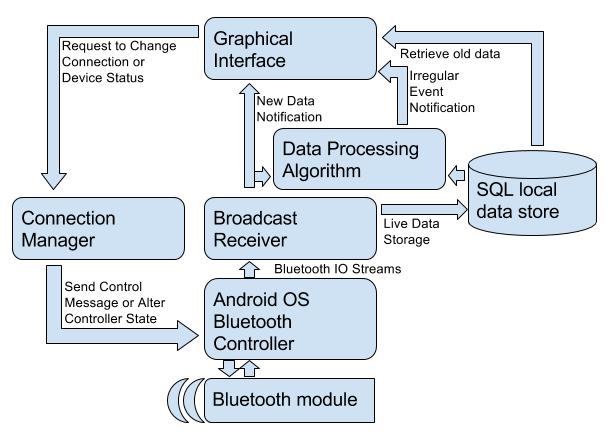 Graphical
Interface
Request to Change
Connection or
Device Status
Retrieve old data
Irregular
Event
Notification
New Data
Notification
Data Processing
Algorithm
SQL local
data store
Connection
Manager
Broadcast
Receiver
Live Data
Storage
Bluetooth IO Streams
Send Control
Message or Alter
Controller State
Android OS
Bluetooth
Controller
Bluetooth module